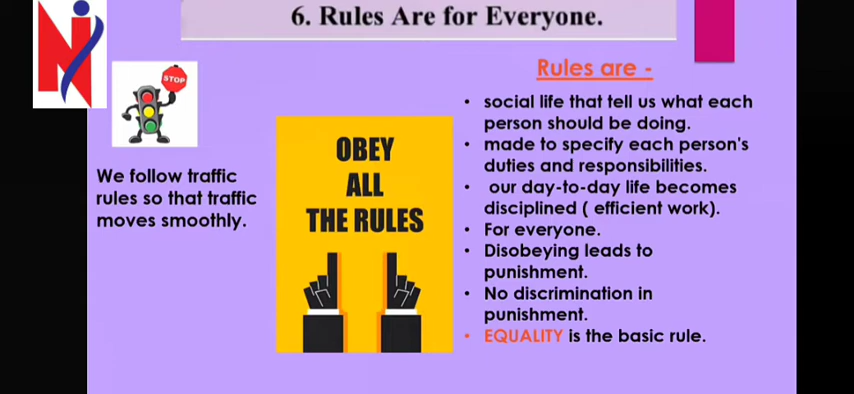 6. Rules Are for Everyone.
STOP
We follow traffic
rules so that traffic
moves smoothly.
OBEY
ALL
THE RULES
Rules are -
• social life that tell us what each
person should be doing.
• made to specify each person's
duties and responsibilities.
• our day-to-day life becomes
disciplined ( efficient work).
• For everyone.
• Disobeying leads to
punishment.
• No discrimination in
punishment.
• EQUALITY is the basic rule.